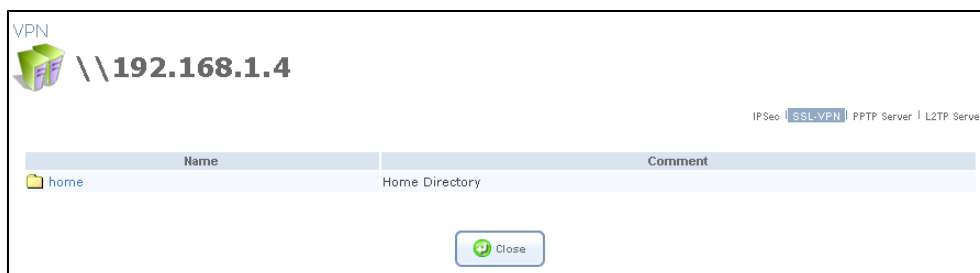 VPN
\\192.168.1.4
IPSec | SSL-VPN | PPTP Server | L2TP Serve
Name Comment
home Home Directory
Close